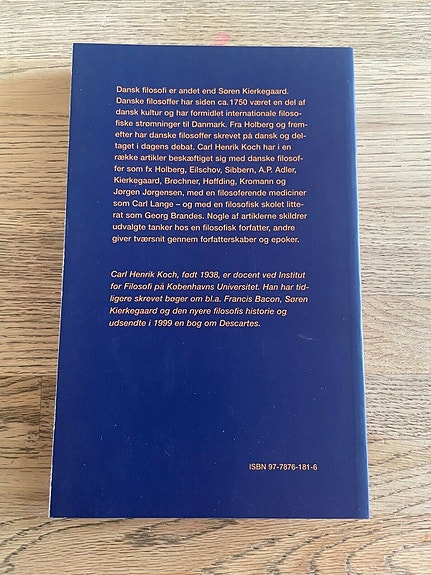 Dansk filosofi er andet end Søren Kierkegaard.
Danske filosoffer har siden ca.1750 været en del af
dansk kultur og har formidlet internationale filoso-
fiske strømninger til Danmark. Fra Holberg og frem-
efter har danske filosoffer skrevet på dansk og del-
taget i dagens debat. Carl Henrik Koch har i en
række artikler beskæftiget sig med danske filosof-
fer som fx Holberg, Eilschov, Sibbern, A.P. Adler,
Kierkegaard, Brøchner, Høffding, Kromann og
Jørgen Jørgensen, med en filosoferende mediciner
som Carl Lange – og med en filosofisk skolet litte-
rat som Georg Brandes. Nogle af artiklerne skildrer
udvalgte tanker hos en filosofisk forfatter, andre
giver tværsnit gennem forfatterskaber og epoker.
Carl Henrik Koch, født 1938, er docent ved Institut
for Filosofi på Københavns Universitet. Han har tid-
ligere skrevet bøger om bl.a. Francis Bacon, Søren
Kierkegaard og den nyere filosofis historie og
udsendte i 1999 en bog om Descartes.
ISBN 97-7876-181-6